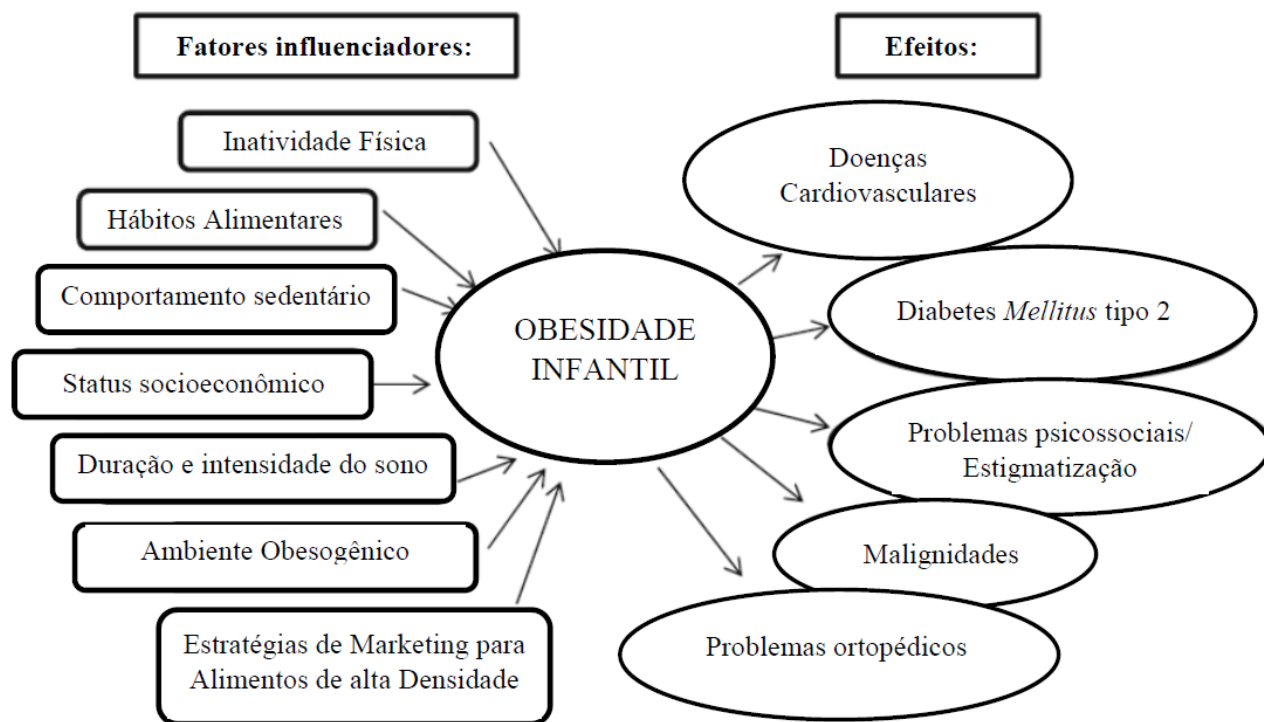 Fatores influenciadores:
Inatividade Física
Hábitos Alimentares
Comportamento sedentário
Status socioeconômico
Duração e intensidade do sono
Ambiente Obesogênico
Estratégias de Marketing para
Alimentos de alta Densidade
OBESIDADE
INFANTIL
Efeitos:
Doenças
Cardiovasculares
Diabetes Mellitus tipo 2
Problemas psicossociais/
Estigmatização
Malignidades
Problemas ortopédicos